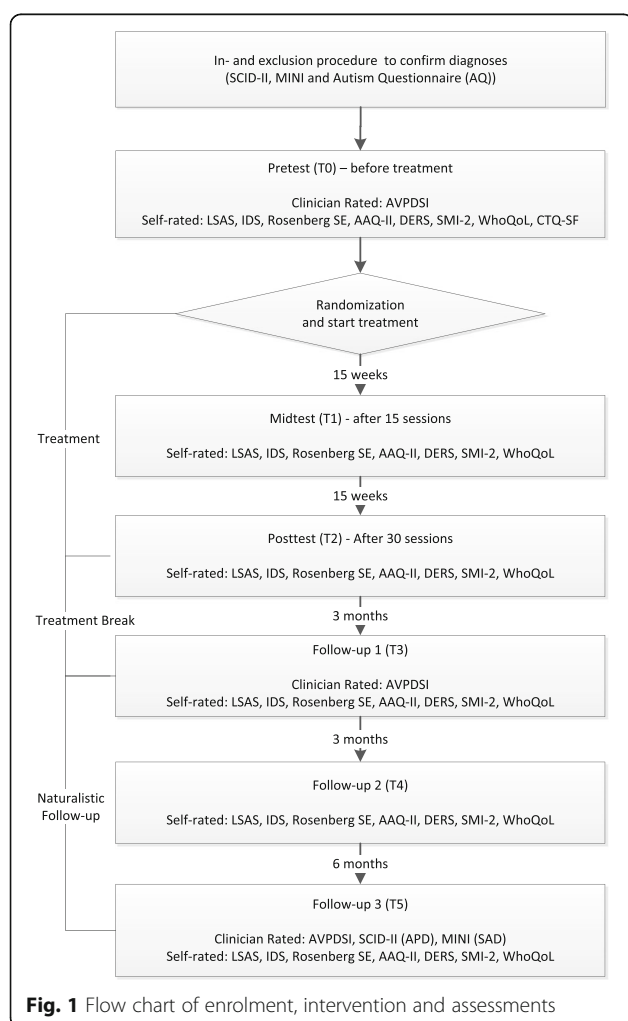 In- and exclusion procedure to confirm diagnoses
(SCID-II, MINI and Autism Questionnaire (AQ))
Pretest (T0) – before treatment
Clinician Rated: AVPDSI
Self-rated: LSAS, IDS, Rosenberg SE, AAQ-II, DERS, SMI-2, WhoQoL, CTQ-SF
Randomization
and start treatment
15 weeks
Treatment
Midtest (T1) - after 15 sessions
Self-rated: LSAS, IDS, Rosenberg SE, AAQ-II, DERS, SMI-2, WhoQoL
15 weeks
Posttest (T2) - After 30 sessions
Self-rated: LSAS, IDS, Rosenberg SE, AAQ-II, DERS, SMI-2, WhoQoL
3 months
Treatment Break
Follow-up 1 (T3)
Clinician Rated: AVPDSI
Self-rated: LSAS, IDS, Rosenberg SE, AAQ-II, DERS, SMI-2, WhoQoL
3 months
Naturalistic
Follow-up
Follow-up 2 (T4)
Self-rated: LSAS, IDS, Rosenberg SE, AAQ-II, DERS, SMI-2, WhoQoL
6 months
Follow-up 3 (T5)
Clinician Rated: AVPDSI, SCID-II (APD), MINI (SAD)
Self-rated: LSAS, IDS, Rosenberg SE, AAQ-II, DERS, SMI-2, WhoQoL
Fig. 1 Flow chart of enrolment, intervention and assessments